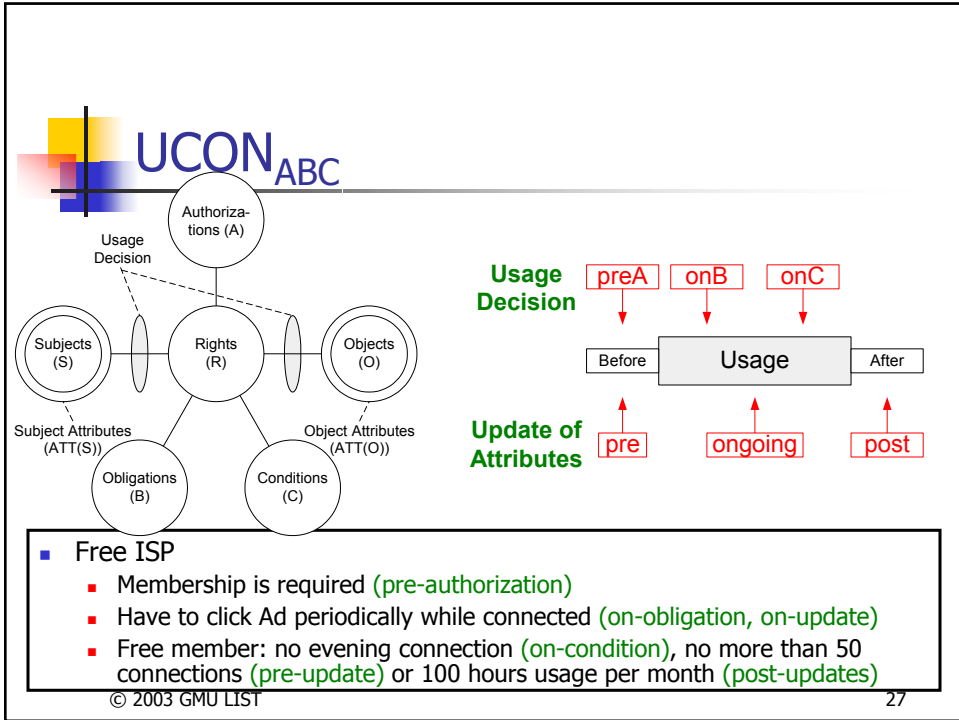 UCON ABC
Authoriza-
tions (A)
Usage
Decision
Subjects
(S)
Rights
(R)
Objects
(O)
Subject Attributes
(ATT(S))
Object Attributes
(ATT(O))
Obligations
(B)
Conditions
(C)
Usage
Decision
preA
onB
onC
Before
Usage
After
Update of
Attributes
pre
ongoing
post
Free ISP
Membership is required (pre-authorization)
Have to click Ad periodically while connected (on-obligation, on-update)
Free member: no evening connection (on-condition), no more than 50
connections (pre-update) or 100 hours usage per month (post-updates)
© 2003 GMU LIST
27